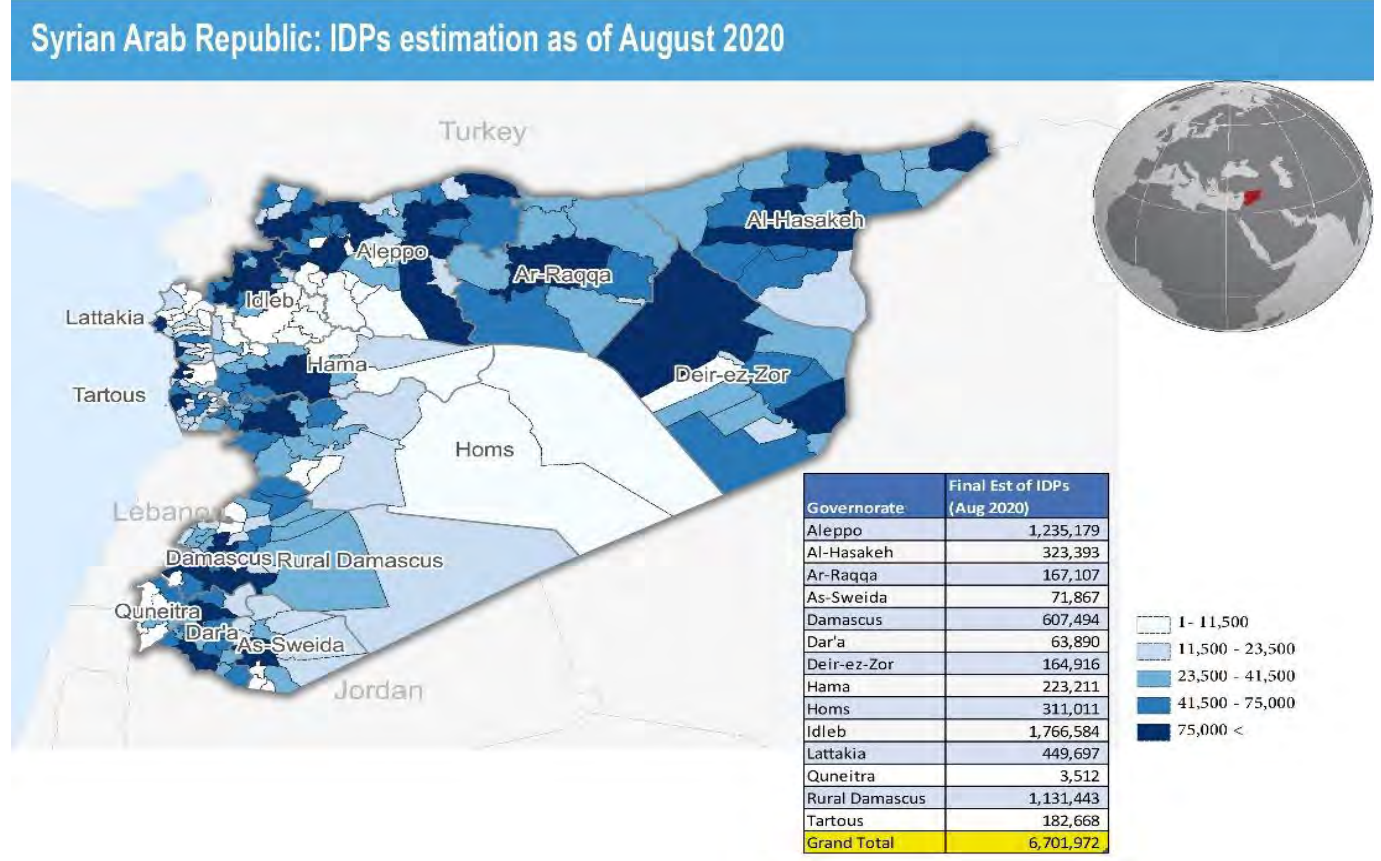 Syrian Arab Republic: IDPs estimation as of August 2020
Turkey
Al-Hasakeh
Aleppo
Ar-Raqqa
Idleb
Lattakia
Hama
Deir-ez-Zor
Tartous
Homs
Lebanon
Damascus
Rural Damascus
Quneitra
Dar'a
As-Sweida
Jordan
Governorate Final Est of IDPs (Aug 2020)
Aleppo 1,235,179
Al-Hasakeh 323,393
Ar-Raqqa 167,107
As-Sweida 71,867
Damascus 607,494
Dar'a 63,890
Deir-ez-Zor 164,916
Hama 223,211
Homs 311,011
Idleb 1,766,584
Lattakia 449,697
Quneitra 3,512
Rural Damascus 1,131,443
Tartous 182,668
Grand Total 6,701,972
1- 11,500
11,500 - 23,500
23,500 - 41,500
41,500 - 75,000
75,000 <